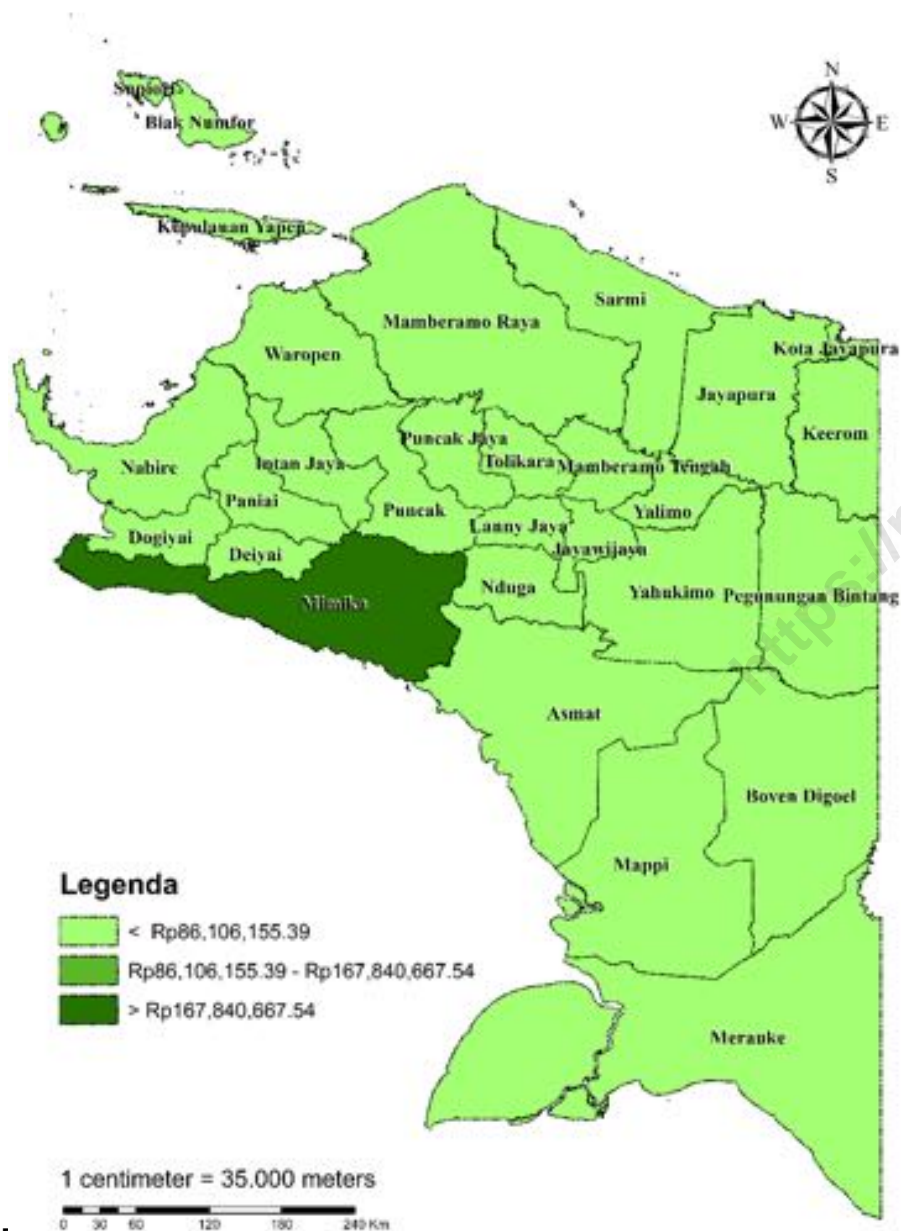 N
W E
S
Supiori
Biak Numfor
Kepulauan Yapen
Sarmi
Mamberamo Raya
Waropen
Kota Jayapura
Jayapura
Keerom
Puncak Jaya
Tolikara
Mamberamo Tengah
Intan Jaya
Nabire
Paniai
Puncak
Yalimo
Lanny Jaya
Dogiyai
Deiyai
Jayawijaya
Nduga
Yahukimo
Pegunungan Bintang
Mimika
https://
Asmat
Boven Digoel
Mappi
Merauke
Legenda
< Rp86,106,155.39
Rp86,106,155.39 - Rp167,840,667.54
> Rp167,840,667.54
1 centimeter = 35.000 meters
0 30 60 120 180 240 Km